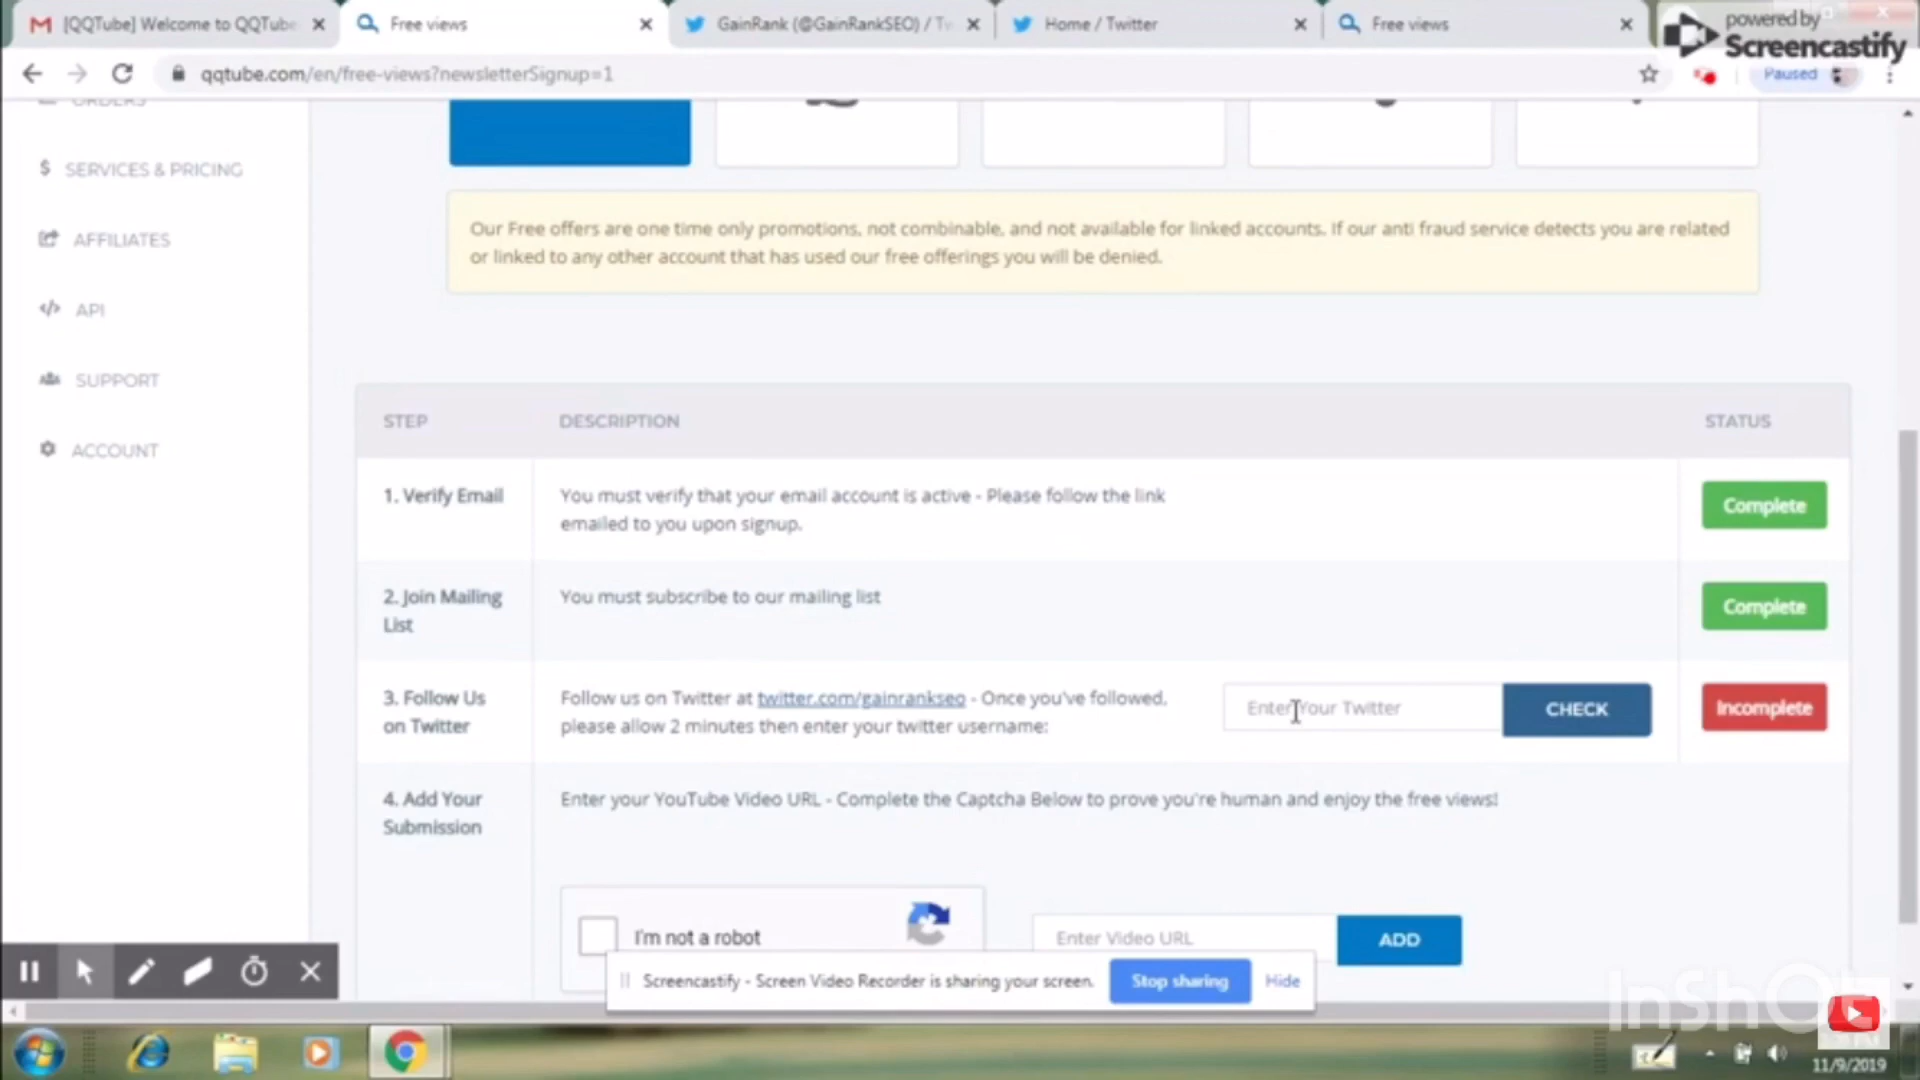 [QQTube] Welcome to QQTube
Free views
GainRank (@GainRankSEO) / Tw
Home / Twitter
Free views
powered by
Screencastify
qqtube.com/en/free-views?newsletterSignup=1
Paused
ORDERS
$ SERVICES & PRICING
AFFILIATES
</> API
SUPPORT
ACCOUNT
Our Free offers are one time only promotions, not combinable, and not available for linked accounts. If our anti fraud service detects you are related
or linked to any other account that has used our free offerings you will be denied.
STEP DESCRIPTION STATUS
1. Verify Email
You must verify that your email account is active - Please follow the link
emailed to you upon signup.
Complete
2. Join Mailing
List
You must subscribe to our mailing list
Complete
3. Follow Us
on Twitter
Follow us on Twitter at twitter.com/gainrankseo - Once you've followed,
please allow 2 minutes then enter your twitter username:
Enter Your Twitter
CHECK
Incomplete
4. Add Your
Submission
Enter your YouTube Video URL - Complete the Captcha Below to prove you're human and enjoy the free views!
I'm not a robot
Enter Video URL
ADD
Screencastify - Screen Video Recorder is sharing your screen.
Stop sharing
Hide
InShOt
11/9/2019